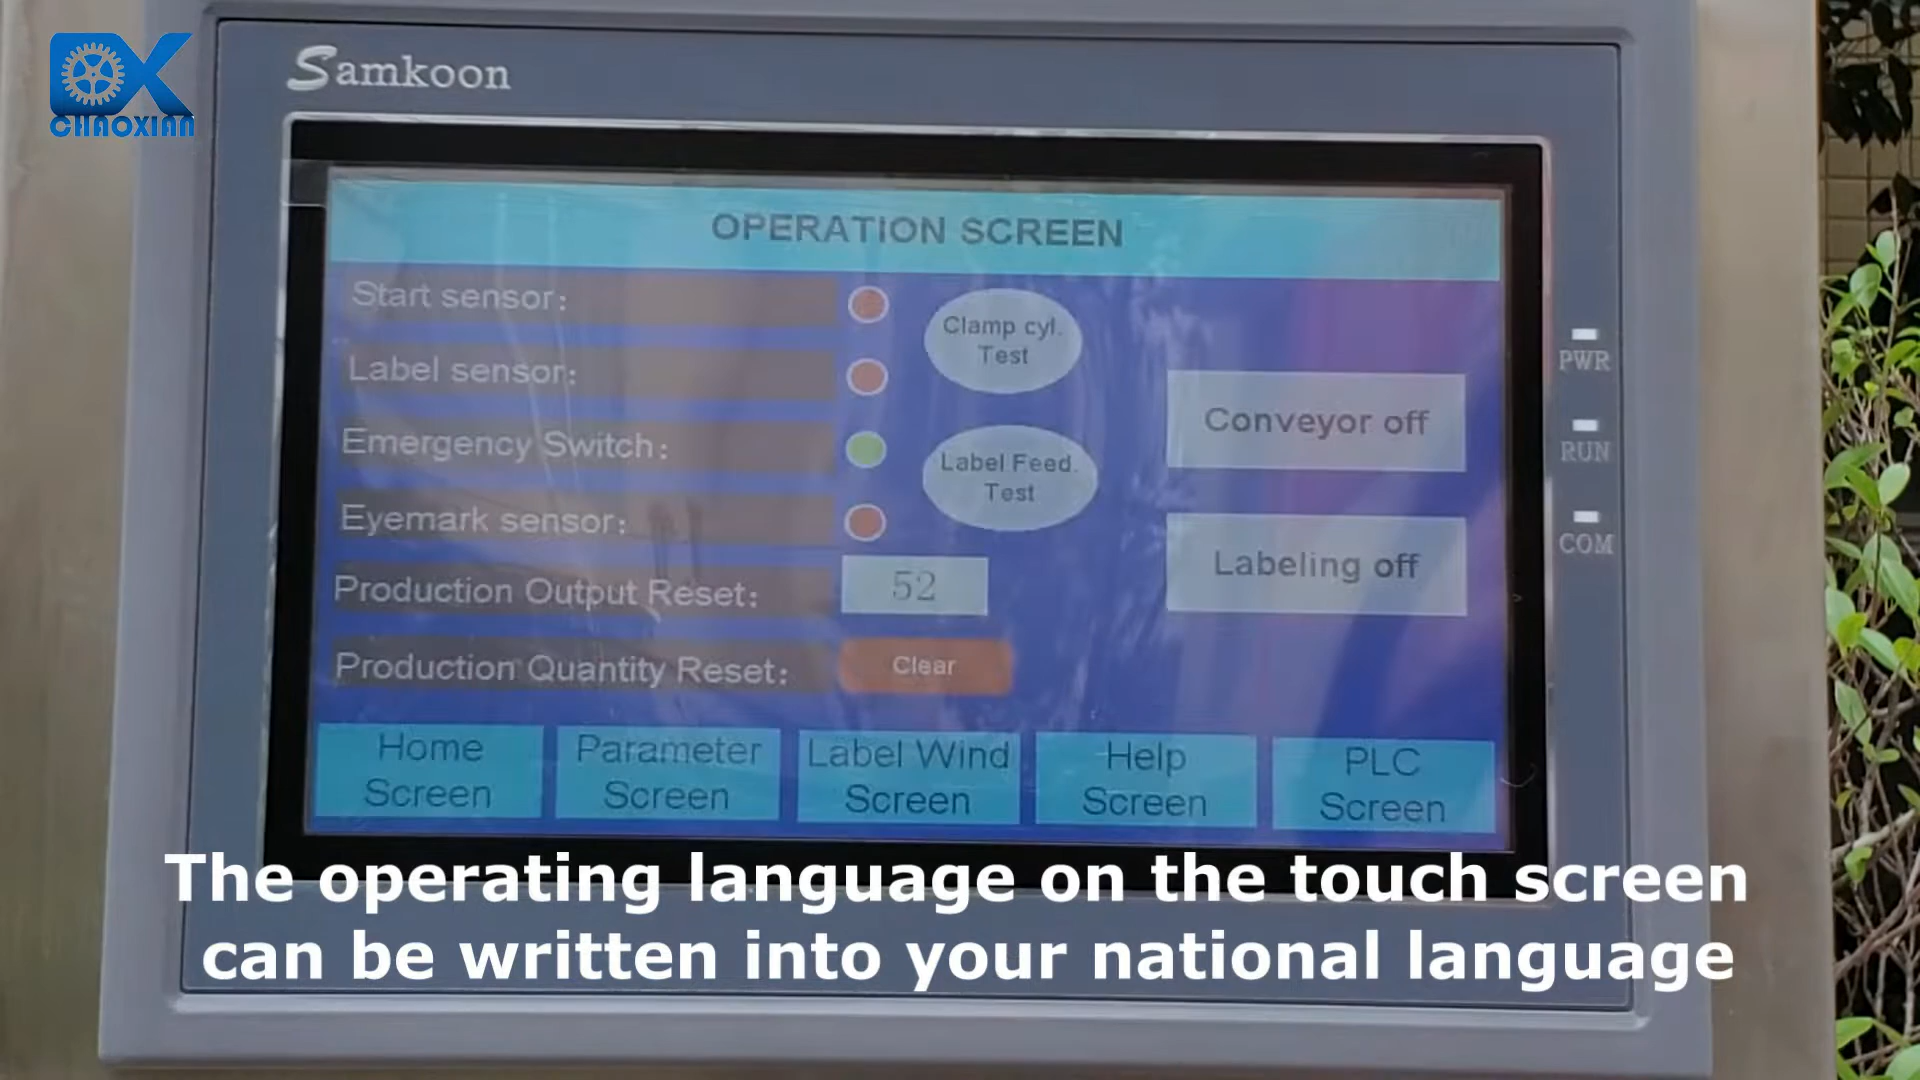 CHAOXIAN
Samkoon
OPERATION SCREEN
Start sensor:
Clamp cyl.
Test
Label sensor:
Conveyor off
Emergency Switch:
Label Feed.
Test
Eyemark sensor:
Labeling off
Production Output Reset:
52
Production Quantity Reset:
Clear
Home
Screen
Parameter
Screen
Label Wind
Screen
Help
Screen
PLC
Screen
PWR
RUN
COM
The operating language on the touch screen
can be written into your national language